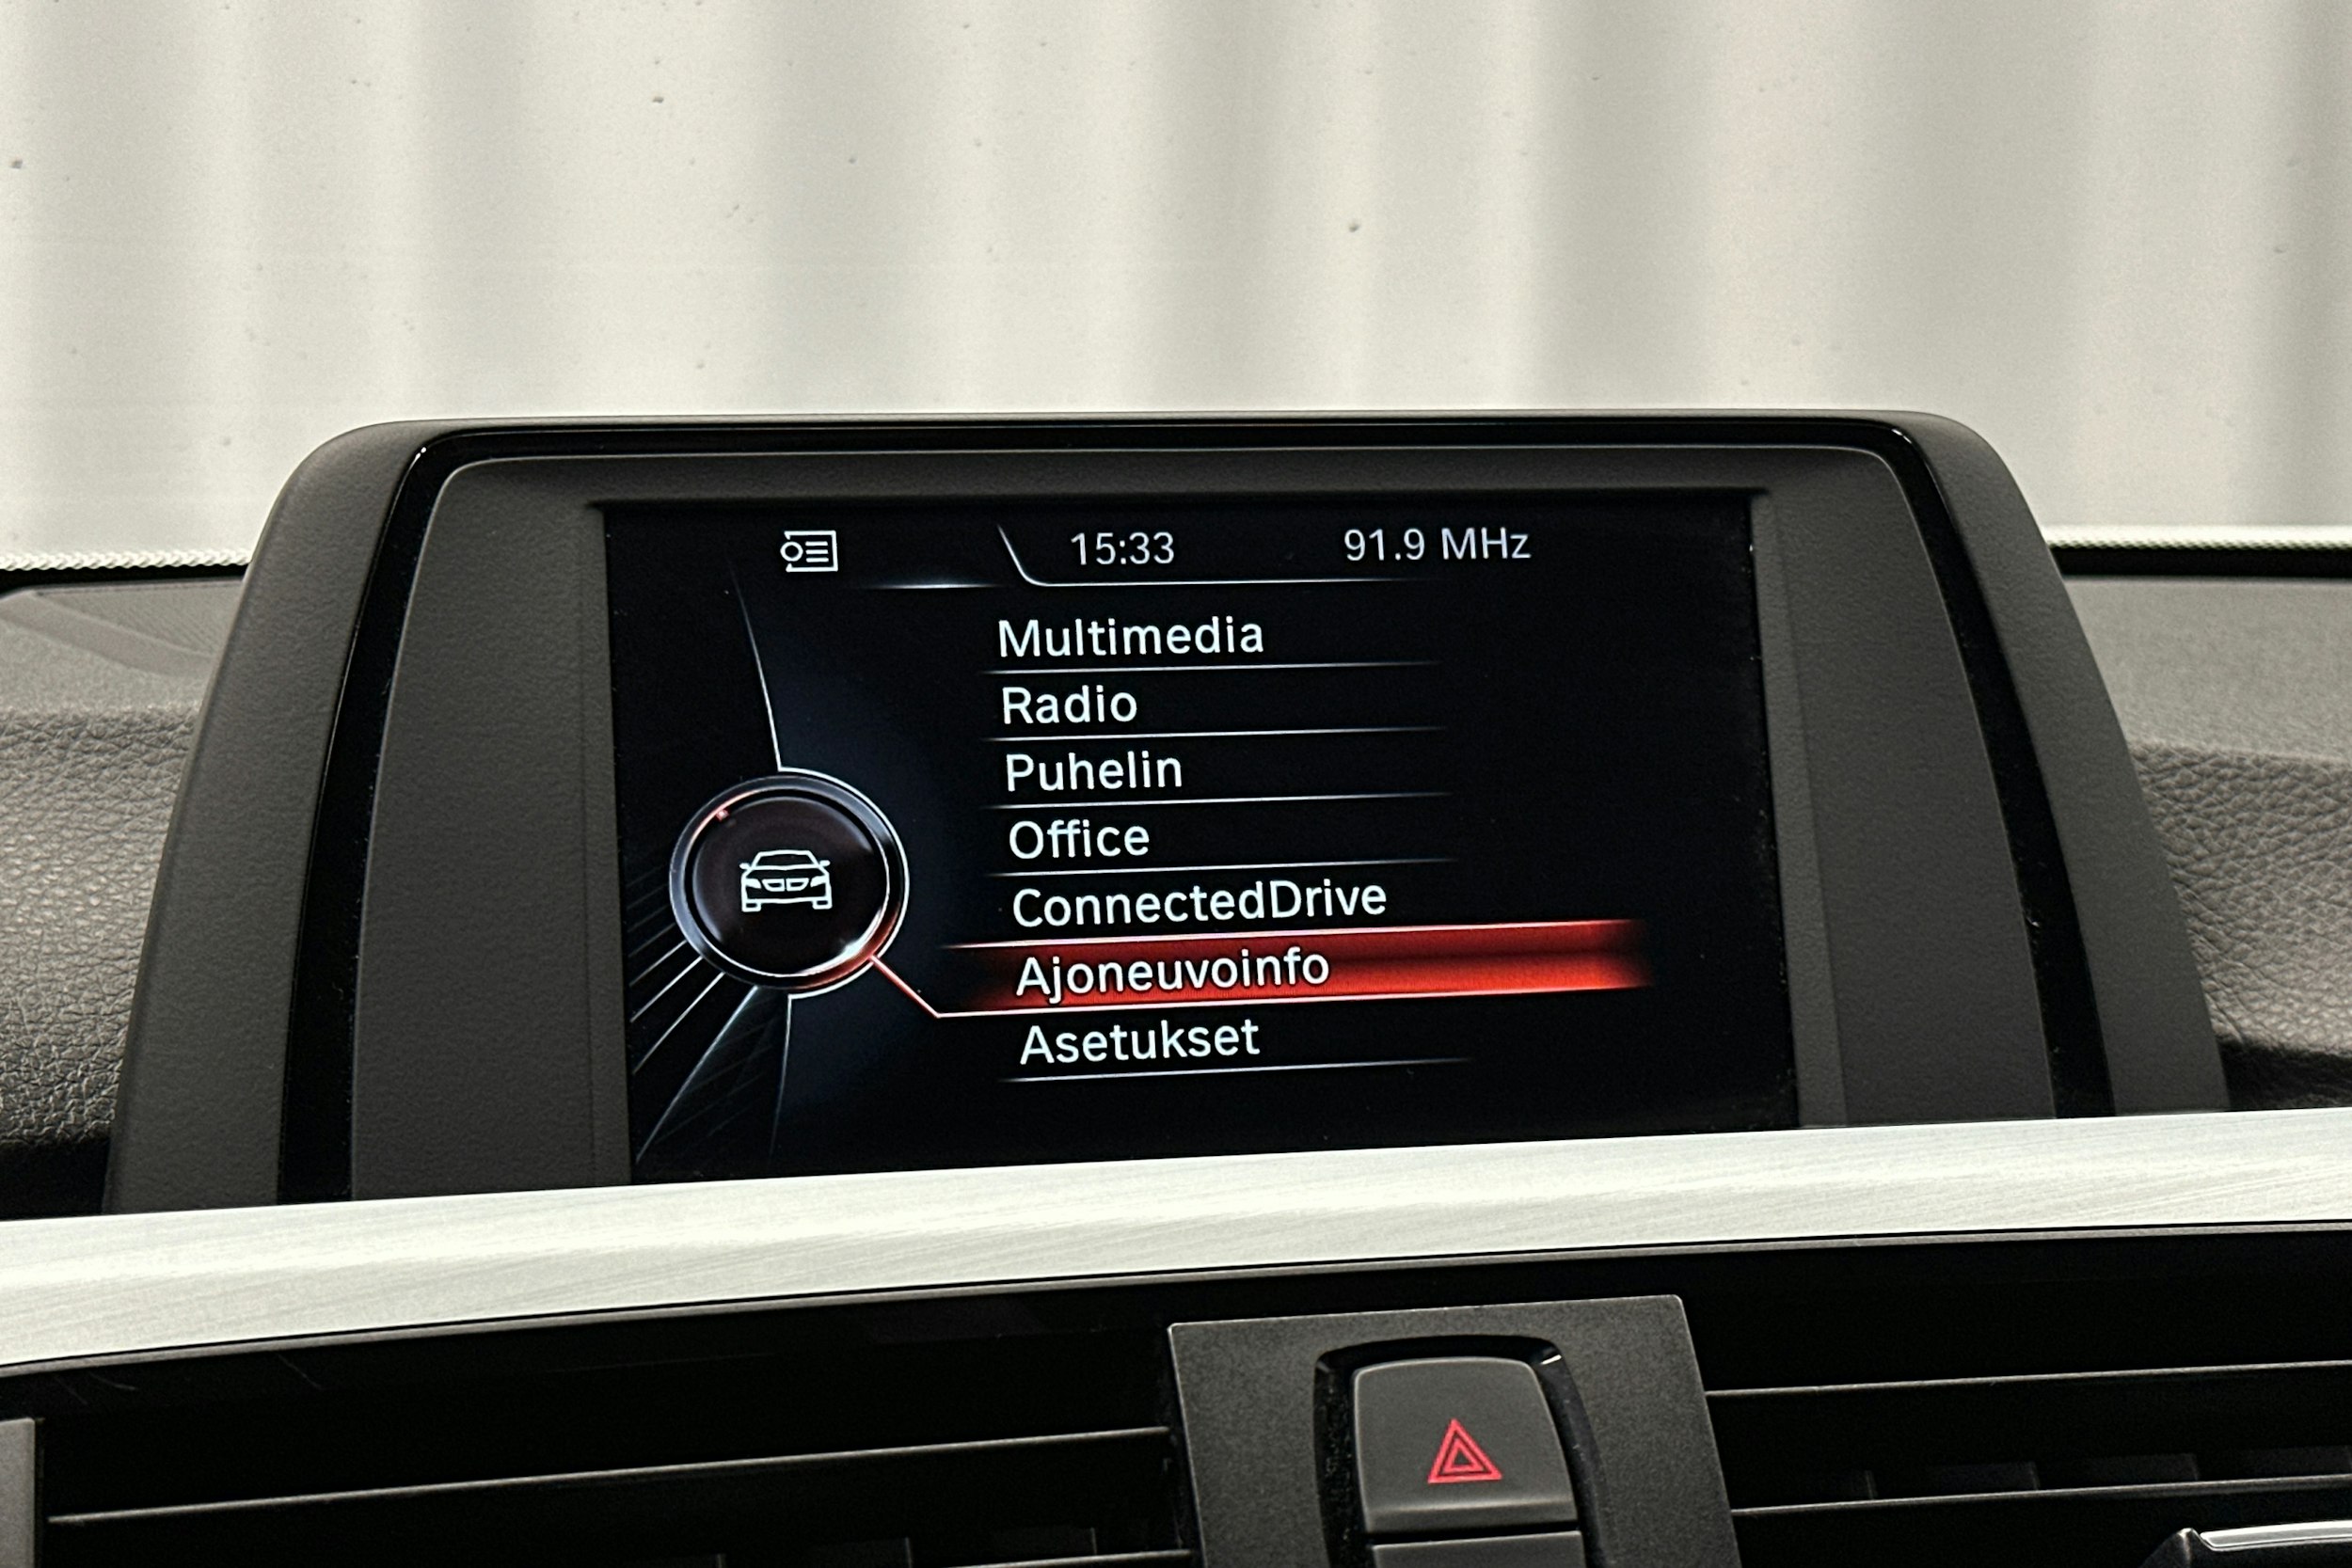 15:33 91.9 MHz
Multimedia
Radio
Puhelin
Office
ConnectedDrive
Ajoneuvoinfo
Asetukset